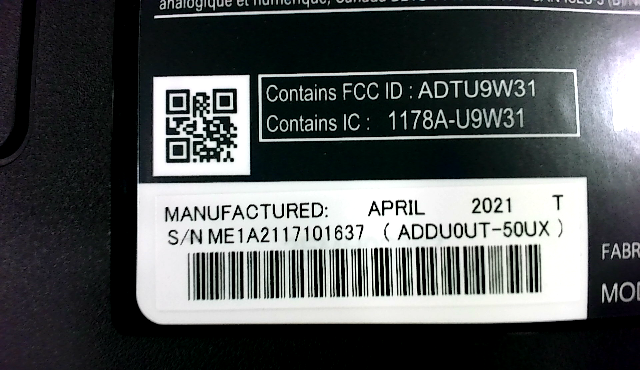 analogique et numérique, Canada
Contains FCC ID : ADTU9W31
Contains IC : 1178A-U9W31
MANUFACTURED: APRIL 2021 T
S/N ME1A2117101637 ( ADDU0UT-50UX )
FABR
MOD